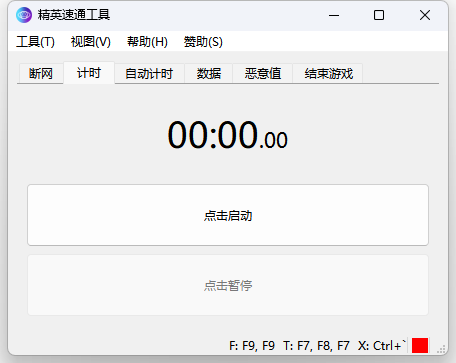 精英速通工具
工具(T) 视图(V) 帮助(H) 赞助(S)
断网 计时 自动计时 数据 恶意值 结束游戏
00:00.00
点击启动
点击暂停
F: F9, F9 T: F7, F8, F7 X: Ctrl+`